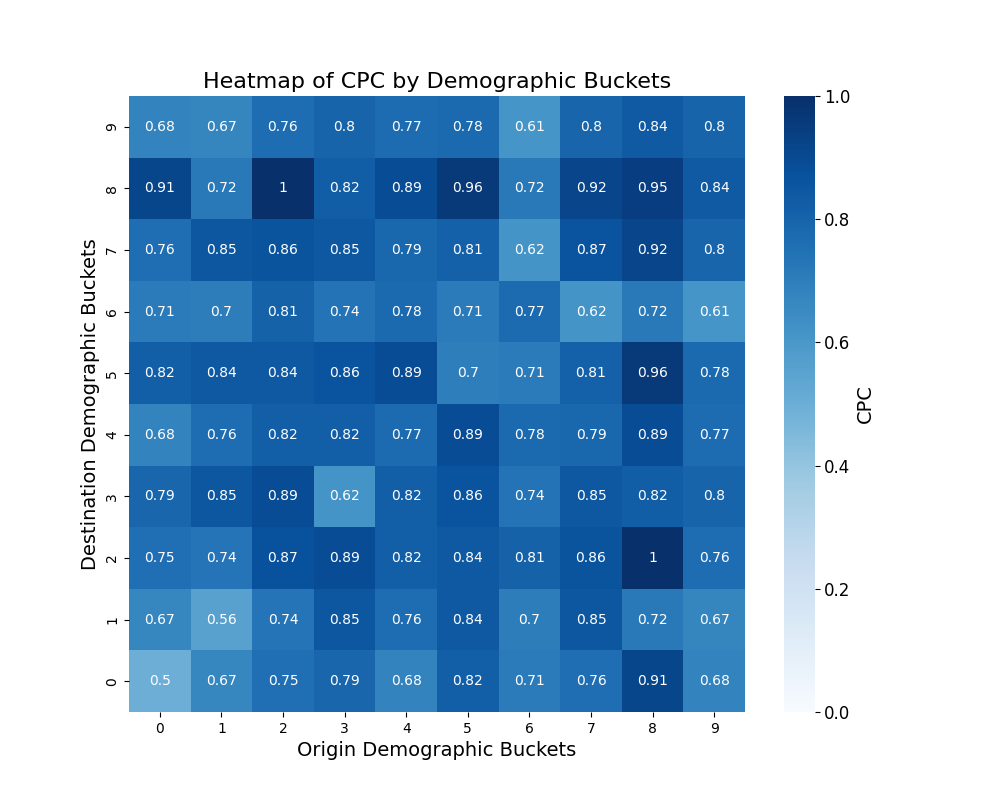 Heatmap of CPC by Demographic Buckets
9 0.68 0.67 0.76 0.8 0.77 0.78 0.61 0.8 0.84 0.8
8 0.91 0.72 1 0.82 0.89 0.96 0.72 0.92 0.95 0.84
7 0.76 0.85 0.86 0.85 0.79 0.81 0.62 0.87 0.92 0.8
6 0.71 0.7 0.81 0.74 0.78 0.71 0.77 0.62 0.72 0.61
5 0.82 0.84 0.84 0.86 0.89 0.7 0.71 0.81 0.96 0.78
4 0.68 0.76 0.82 0.82 0.77 0.89 0.78 0.79 0.89 0.77
3 0.79 0.85 0.89 0.62 0.82 0.86 0.74 0.85 0.82 0.8
2 0.75 0.74 0.87 0.89 0.82 0.84 0.81 0.86 1 0.76
1 0.67 0.56 0.74 0.85 0.76 0.84 0.7 0.85 0.72 0.67
0 0.5 0.67 0.75 0.79 0.68 0.82 0.71 0.76 0.91 0.68
0 1 2 3 4 5 6 7 8 9
Origin Demographic Buckets
Destination Demographic Buckets
1.0
0.8
0.6
0.4
0.2
0.0
CPC